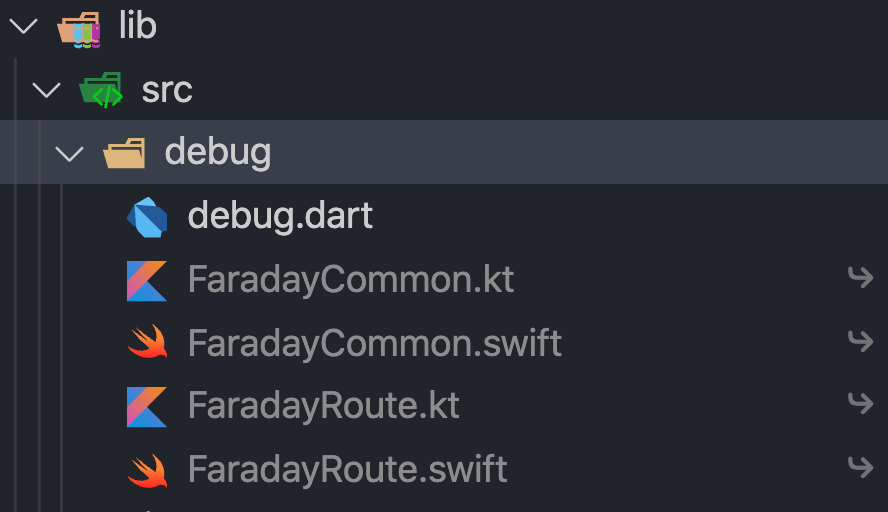 lib
src
debug
debug.dart
FaradayCommon.kt
FaradayCommon.swift
FaradayRoute.kt
FaradayRoute.swift